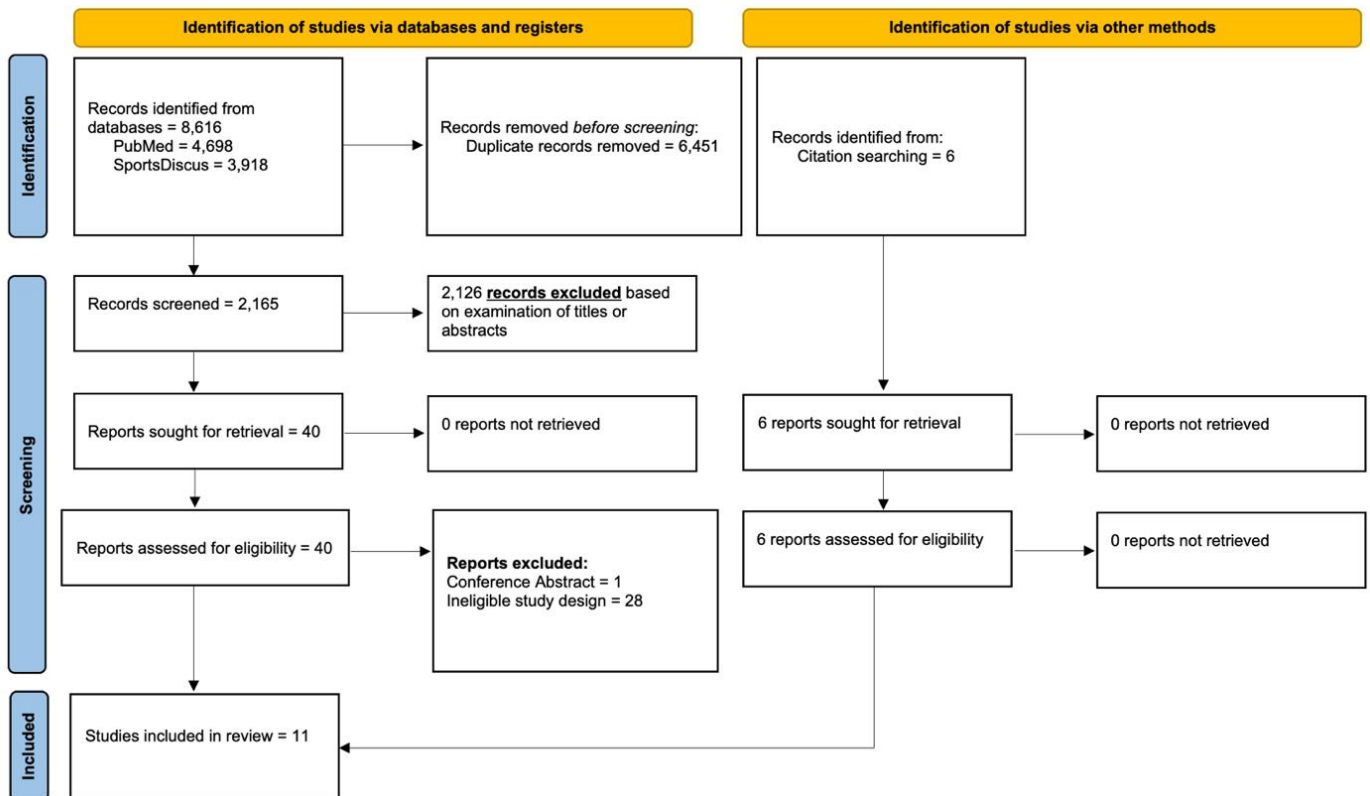 Identification of studies via databases and registers
Identification of studies via other methods
Identification
Records identified from
databases = 8,616
PubMed = 4,698
SportsDiscus = 3,918
Records removed before screening:
Duplicate records removed = 6,451
Records identified from:
Citation searching = 6
Screening
Records screened = 2,165
2,126 records excluded based
on examination of titles or
abstracts
Reports sought for retrieval = 40
0 reports not retrieved
6 reports sought for retrieval
0 reports not retrieved
Reports assessed for eligibility = 40
Reports excluded:
Conference Abstract = 1
Ineligible study design = 28
6 reports assessed for eligibility
0 reports not retrieved
Included
Studies included in review = 11